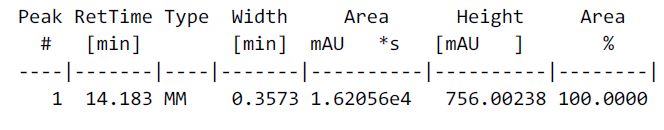 Peak RetTime Type Width Area Height Area
# [min] [min] mAU *s [mAU ] %
----|-------|----|-------|----------|----------|--------|
1 14.183 MM 0.3573 1.62056e4 756.00238 100.0000